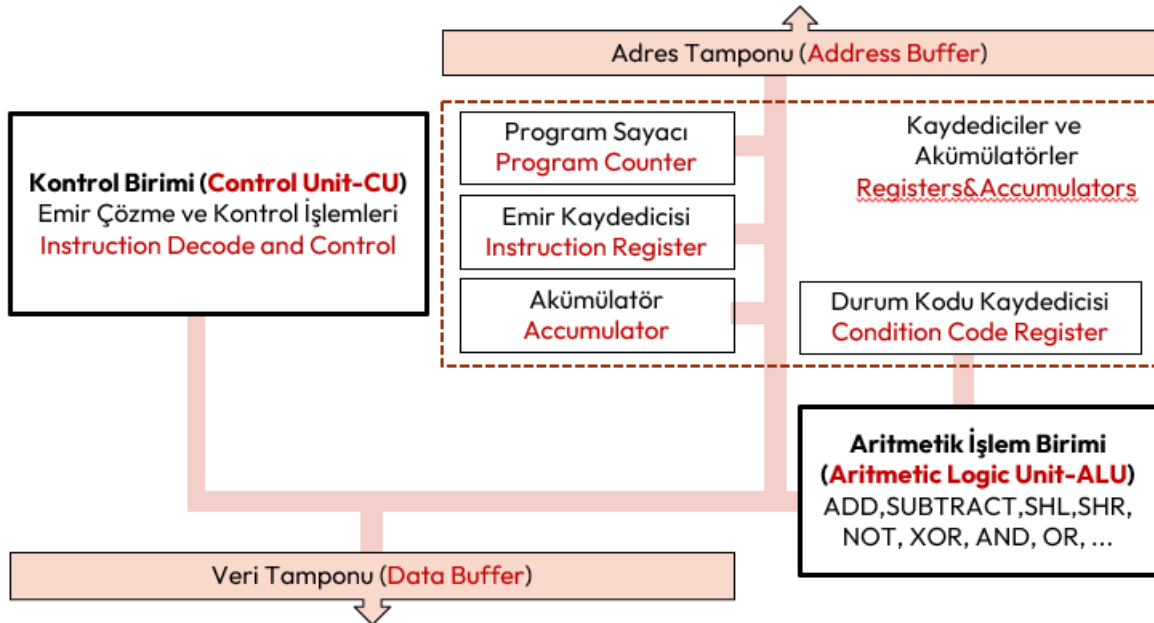 Adres Tamponu (Address Buffer)
Kontrol Birimi (Control Unit-CU)
Emir Çözme ve Kontrol İşlemleri
Instruction Decode and Control
Program Sayacı
Program Counter
Emir Kaydedicisi
Instruction Register
Akümülatör
Accumulator
Kaydediciler ve
Akümülatörler
Registers&Accumulators
Durum Kodu Kaydedicisi
Condition Code Register
Aritmetik İşlem Birimi
(Aritmetic Logic Unit-ALU)
ADD,SUBTRACT,SHL,SHR,
NOT, XOR, AND, OR, ...
Veri Tamponu (Data Buffer)